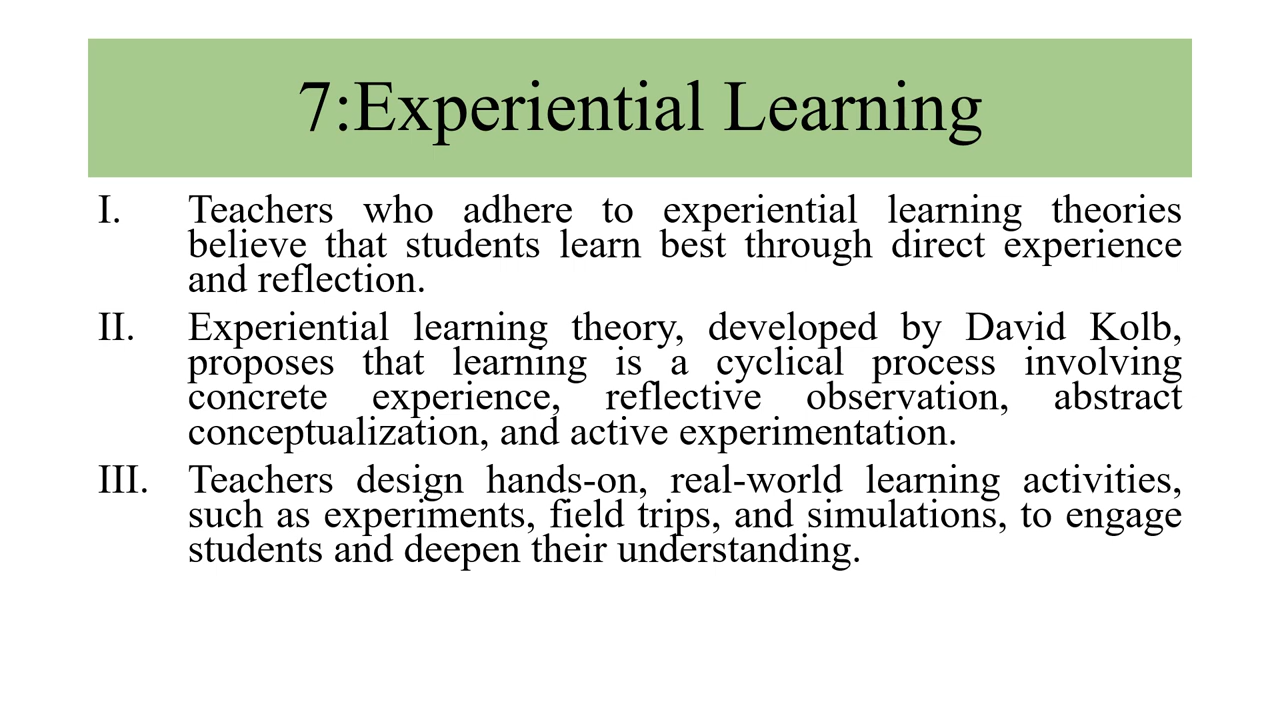 7:Experiential Learning
I. Teachers who adhere to experiential learning theories
believe that students learn best through direct experience
and reflection.
II. Experiential learning theory, developed by David Kolb,
proposes that learning is a cyclical process involving
concrete experience, reflective observation, abstract
conceptualization, and active experimentation.
III. Teachers design hands-on, real-world learning activities,
such as experiments, field trips, and simulations, to engage
students and deepen their understanding.